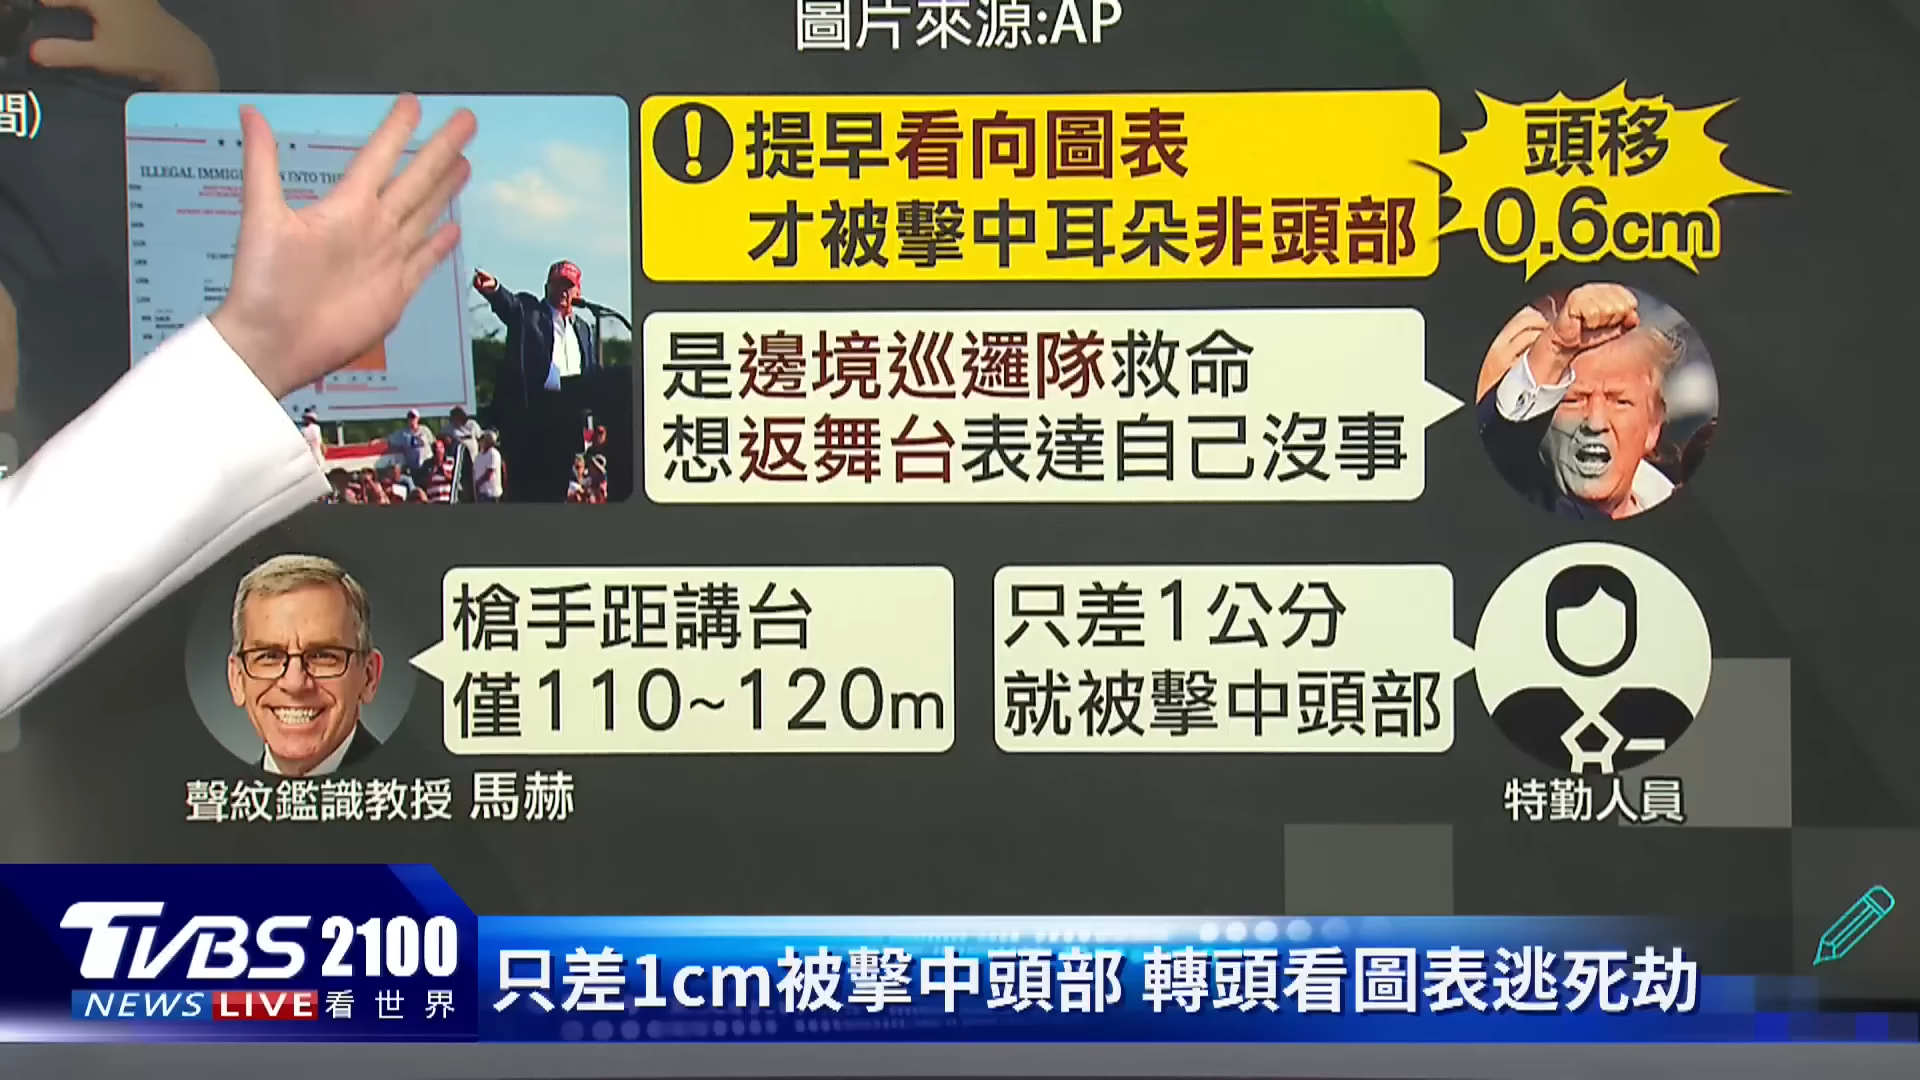 圖片來源:AP
間)
ILLEGAL IMMIG
N INTO THE
提早看向圖表
才被擊中耳朵非頭部
頭移
0.6cm
是邊境巡邏隊救命
想返舞台表達自己沒事
槍手距講台
僅110~120m
只差1公分
就被擊中頭部
聲紋鑑識教授 馬赫
特勤人員
TVBS 2100
NEWS LIVE 看世界
只差1cm被擊中頭部 轉頭看圖表逃死劫